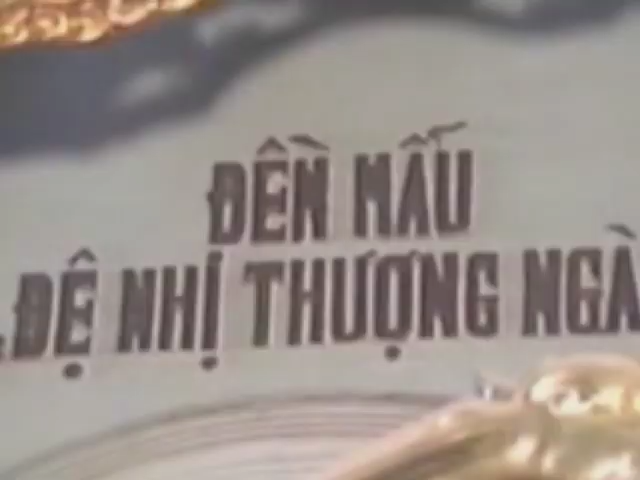 ĐỀN MẪU
ĐỆ NHỊ THƯỢNG NGÀ